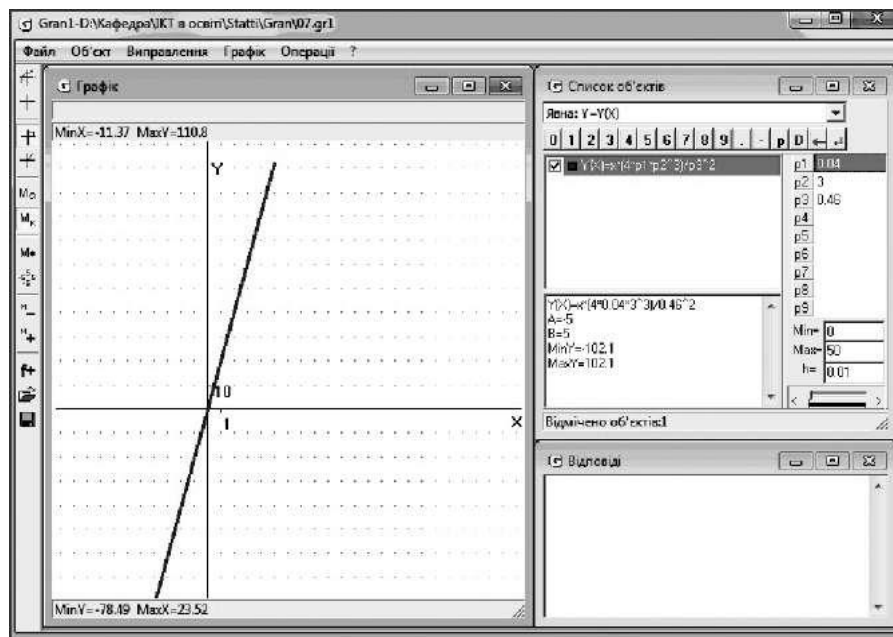 Gran1-D:\Кафедра\ІКТ в освіті\Statti\Gran\07.gr1
Файл Об'єкт Виправлення Графік Операції ?
Графік
MinX=-11.37 MaxY=110.8
Y
10
1
X
MinY=-78.49 MaxX=23.52
Список об'єктів
Явна: Y=Y(X)
0 1 2 3 4 5 6 7 8 9 . - p D
Y(X)=x*(4*p1*p2^3)/p3^2
p1 0.04
p2 3
p3 0.46
p4
p5
p6
p7
p8
p9
Y(X)=x*(4*0.04*3^3)/0.46^2
A=-5
B=5
MinY=-102.1
MaxY=102.1
Min= 0
Max= 50
h= 0.01
Відмічено об'єктів:1
Відповіді